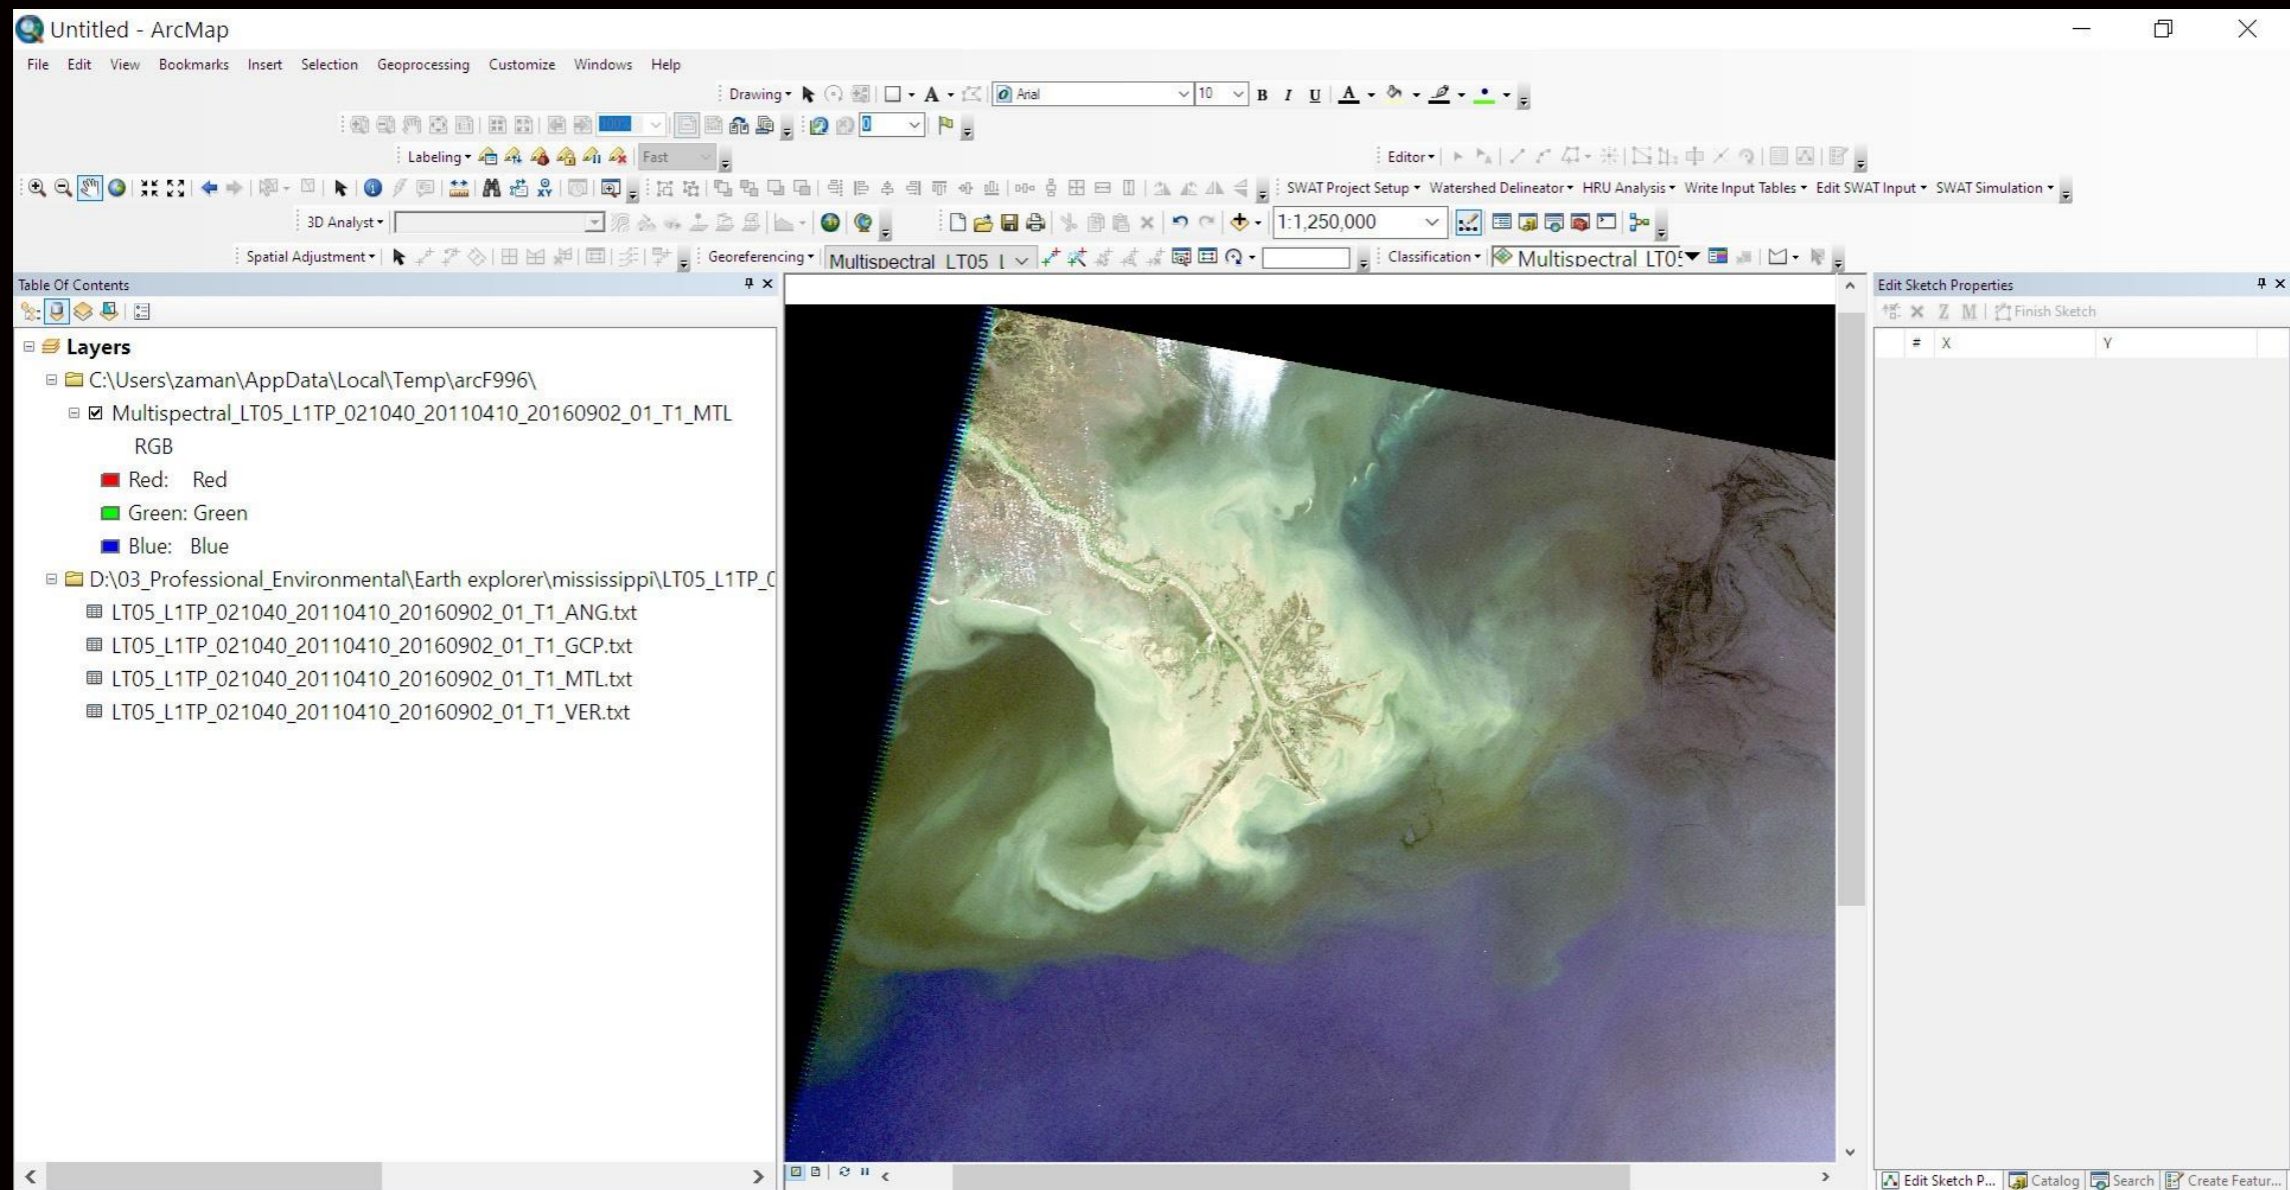 Untitled - ArcMap
File Edit View Bookmarks Insert Selection Geoprocessing Customize Windows Help
Drawing A Arial 10 B I U A
100% 0
Labeling Fast Editor
SWAT Project Setup Watershed Delineator HRU Analysis Write Input Tables Edit SWAT Input SWAT Simulation
3D Analyst 1:1,250,000
Spatial Adjustment Georeferencing Multispectral_LT05_L Classification Multispectral_LT05
Table Of Contents
Layers
C:\Users\zaman\AppData\Local\Temp\arcF996\
Multispectral_LT05_L1TP_021040_20110410_20160902_01_T1_MTL
RGB
Red: Red
Green: Green
Blue: Blue
D:\03_Professional_Environmental\Earth explorer\mississippi\LT05_L1TP_0
LT05_L1TP_021040_20110410_20160902_01_T1_ANG.txt
LT05_L1TP_021040_20110410_20160902_01_T1_GCP.txt
LT05_L1TP_021040_20110410_20160902_01_T1_MTL.txt
LT05_L1TP_021040_20110410_20160902_01_T1_VER.txt
Edit Sketch Properties
Z M Finish Sketch
# X Y
Edit Sketch P... Catalog Search Create Featur...